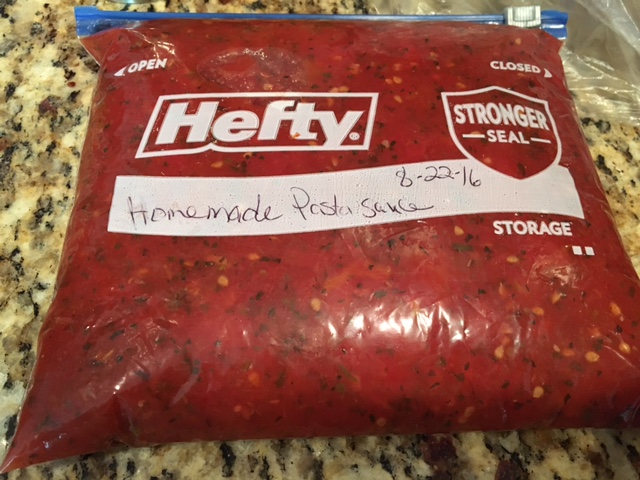 OPEN
CLOSED
Hefty®
STRONGER
SEAL
8-22-16
Homemade Pasta Sauce
STORAGE